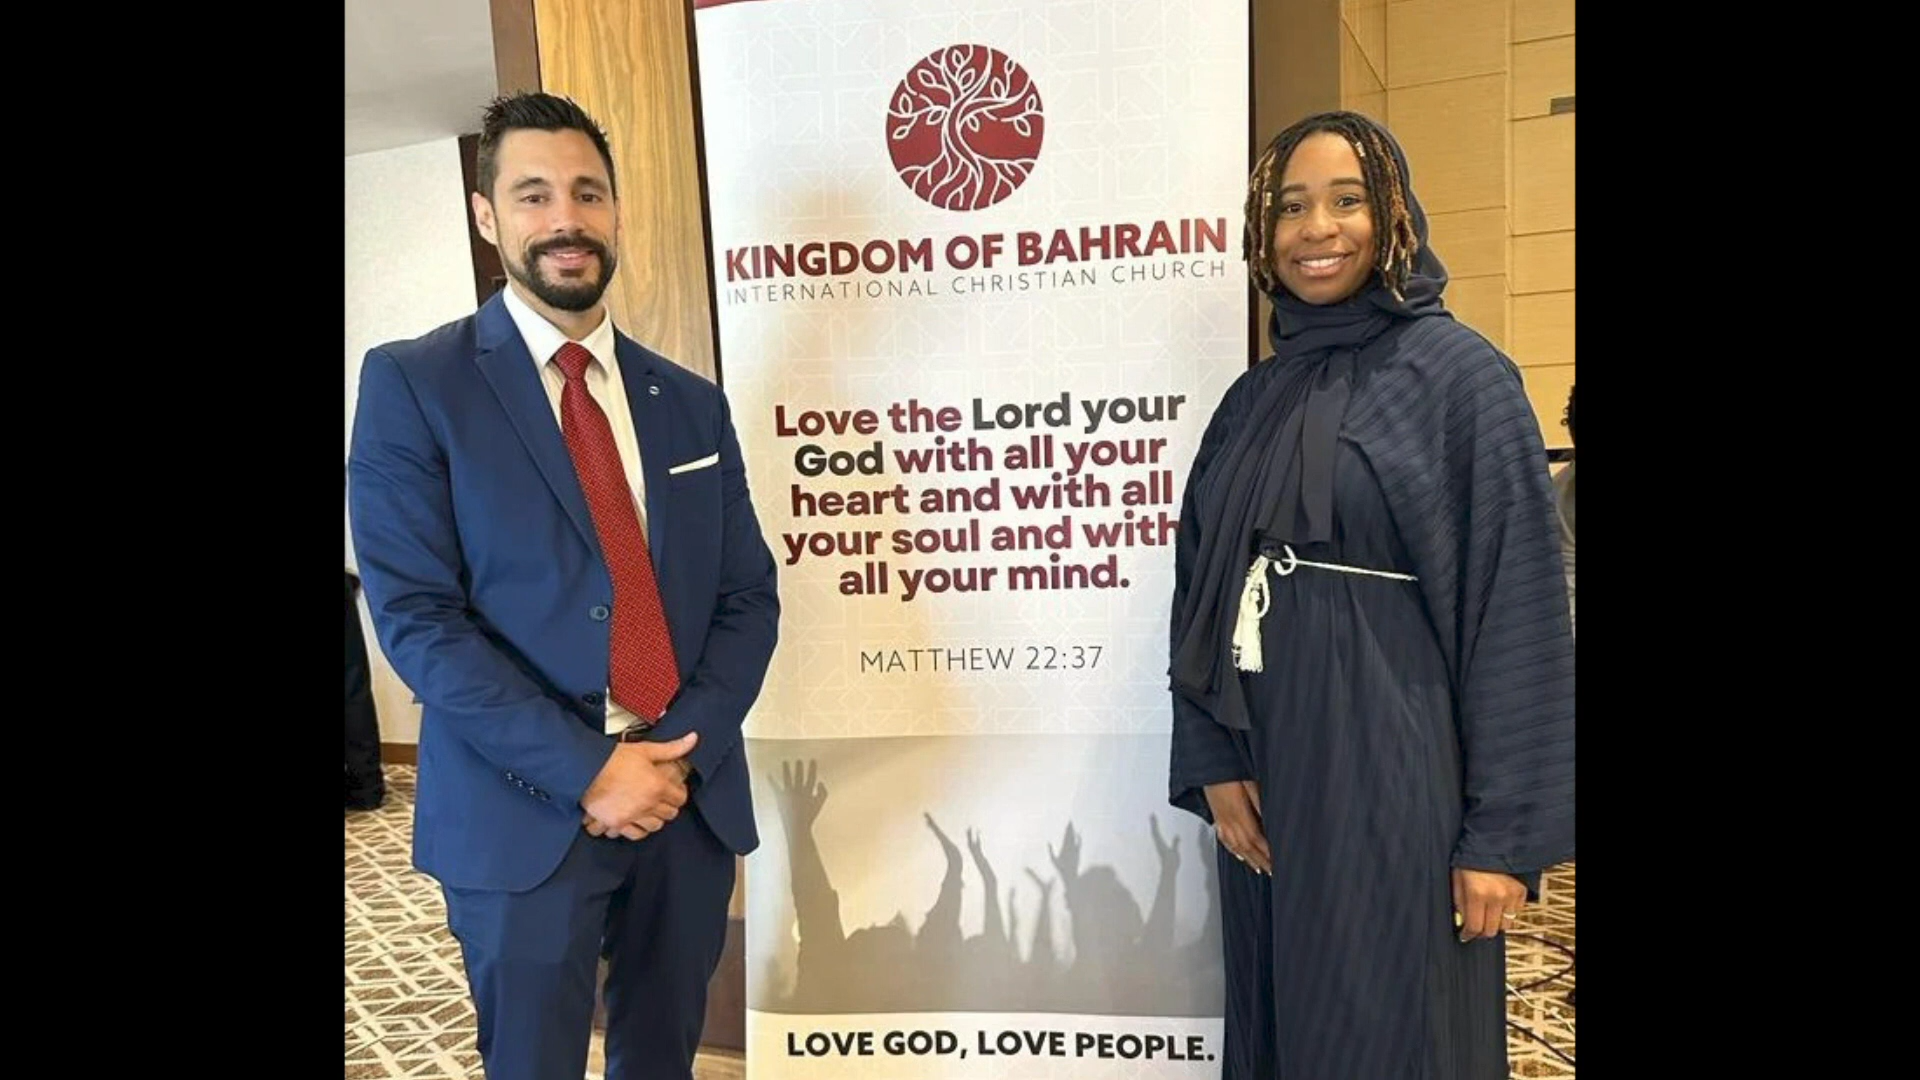 KINGDOM OF BAHRAIN
INTERNATIONAL CHRISTIAN CHURCH
Love the Lord your
God with all your
heart and with all
your soul and with
all your mind.
MATTHEW 22:37
LOVE GOD, LOVE PEOPLE.